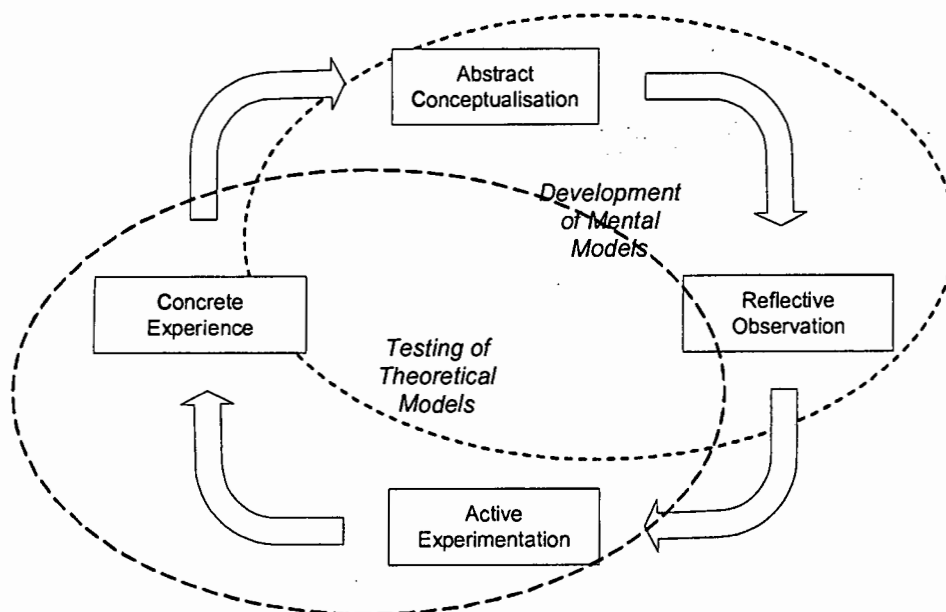 Abstract
Conceptualisation
Development
of Mental
Models
Concrete
Experience
Reflective
Observation
Testing of
Theoretical
Models
Active
Experimentation